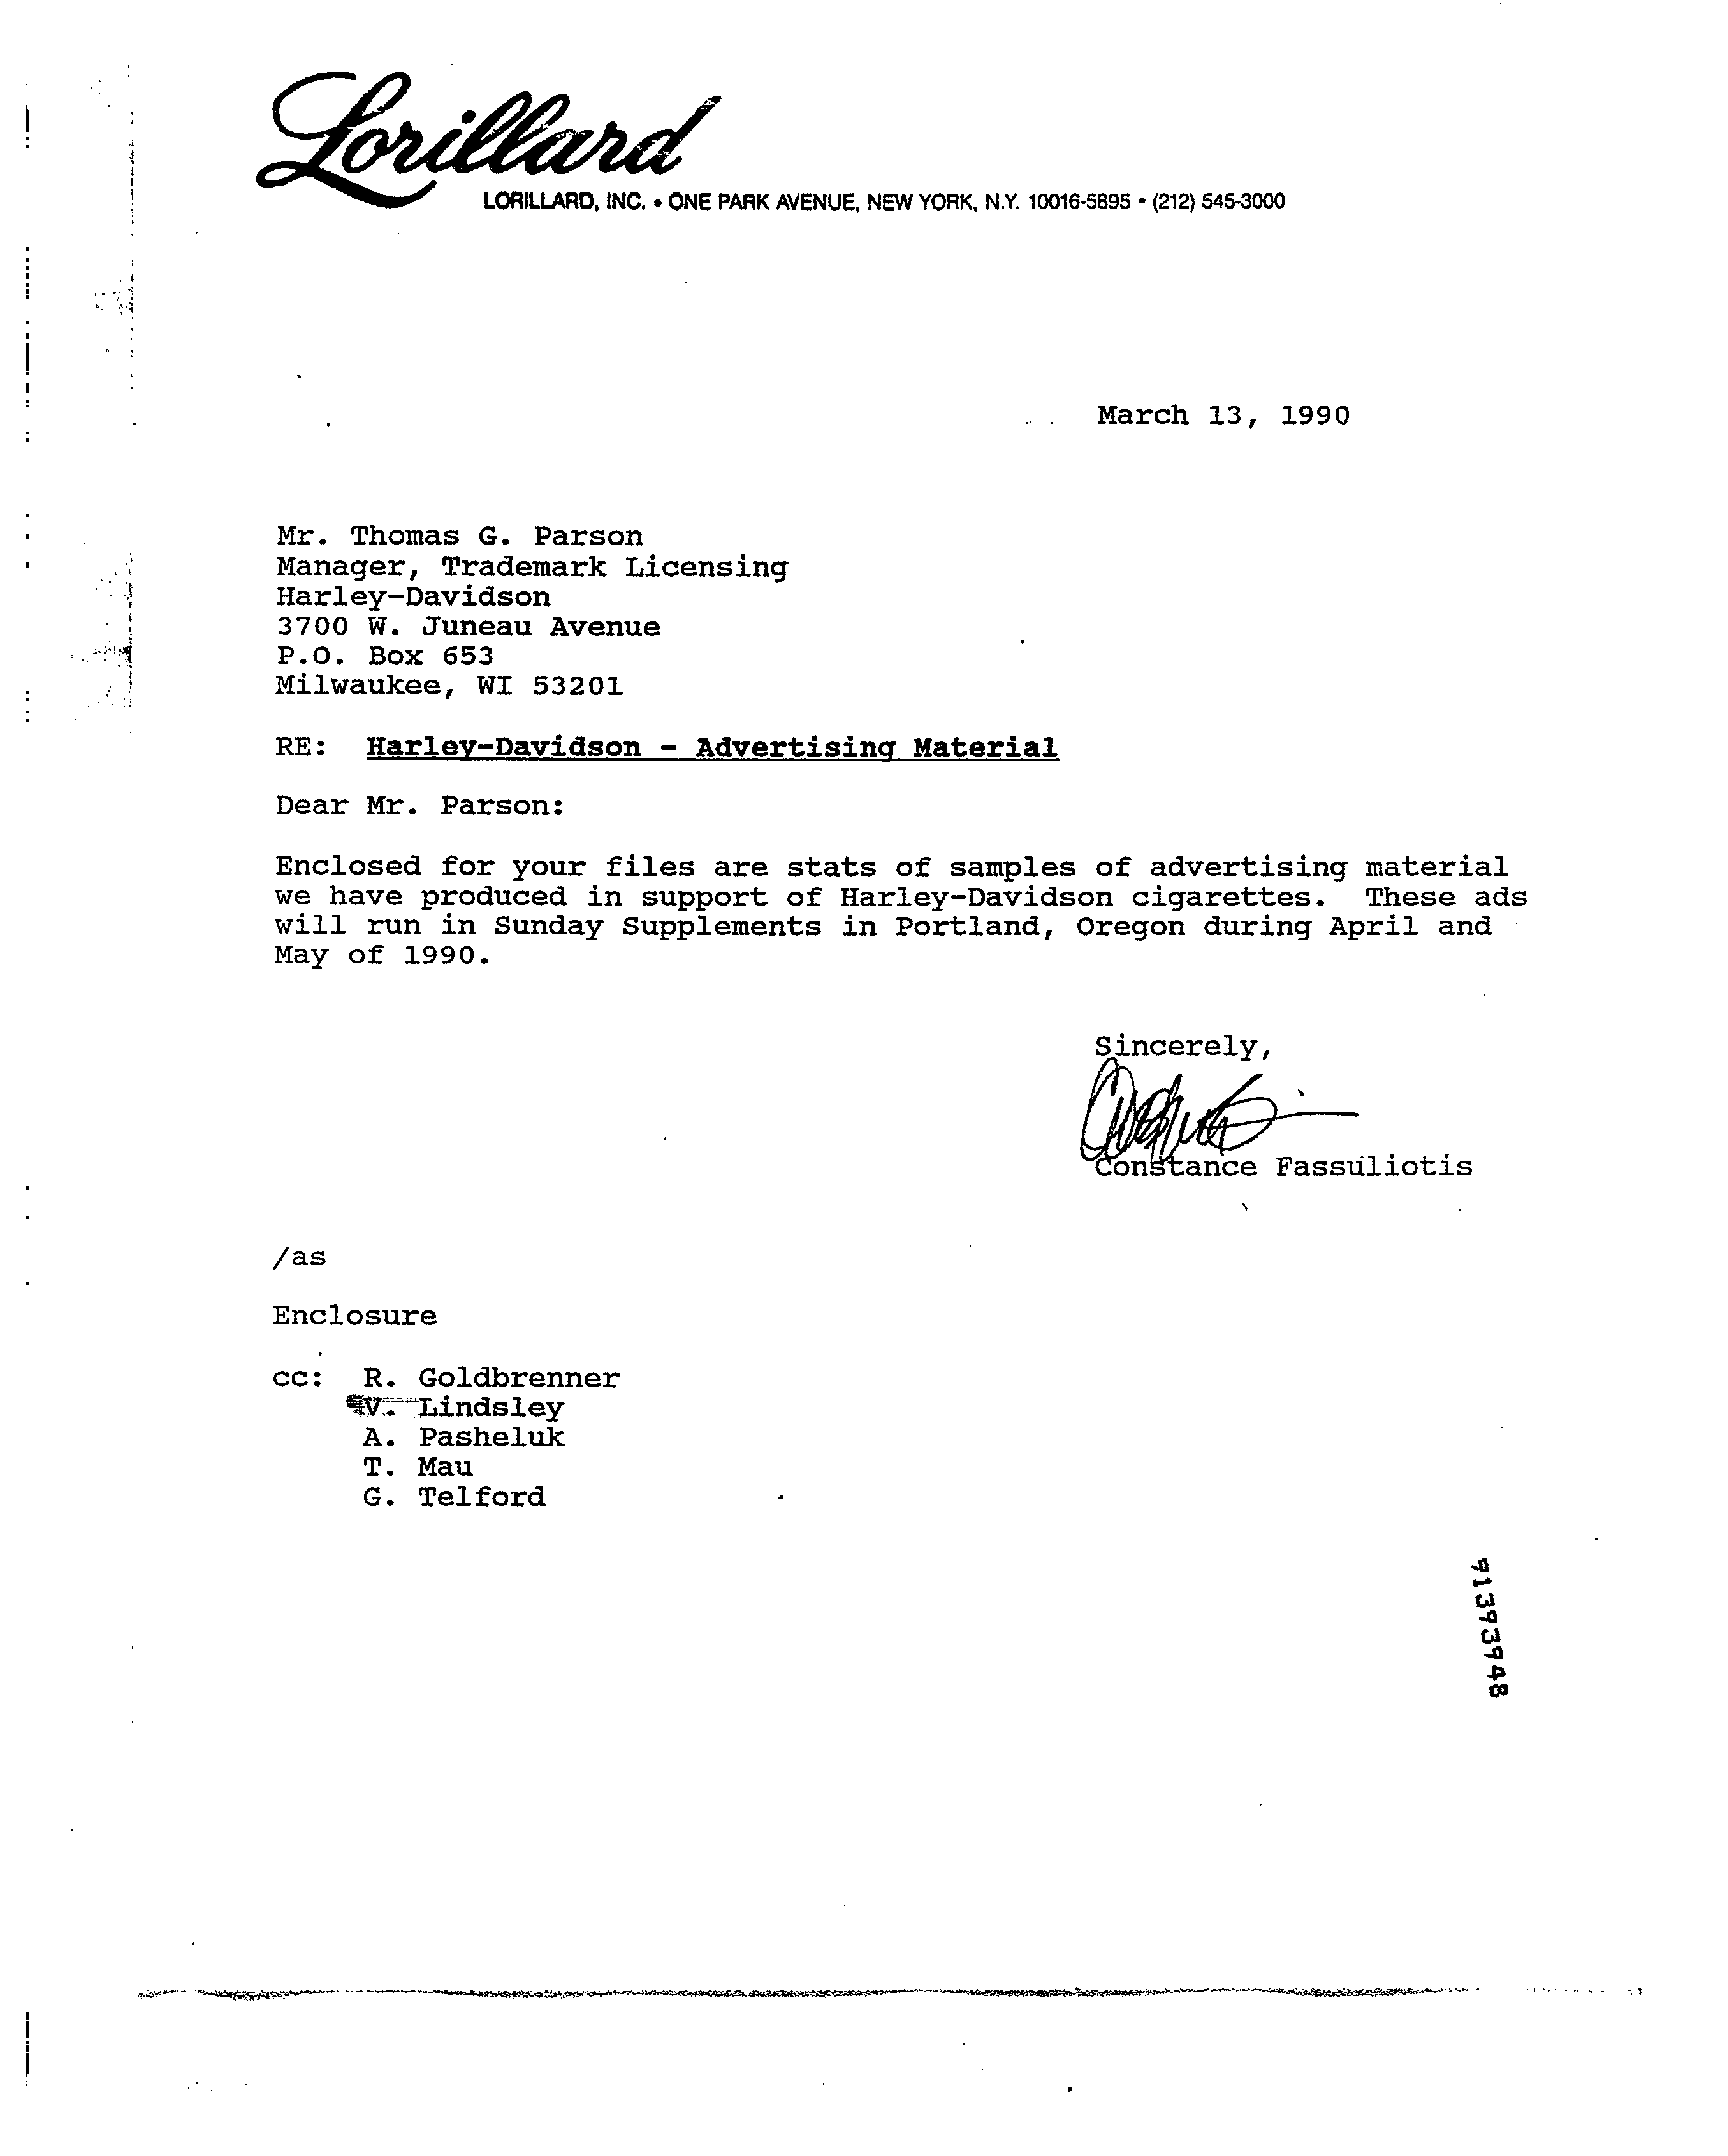 Lorillard
LORILLARD, INC. • ONE PARK AVENUE, NEW YORK, N.Y. 10016-5895 • (212) 545-3000
March 13, 1990
Mr. Thomas G. Parson
Manager, Trademark Licensing
Harley-Davidson
3700 W. Juneau Avenue
P.O. Box 653
Milwaukee, WI 53201
RE: Harley-Davidson - Advertising Material
Dear Mr. Parson:
Enclosed for your files are stats of samples of advertising material
we have produced in support of Harley-Davidson cigarettes. These ads
will run in Sunday Supplements in Portland, Oregon during April and
May of 1990.
Sincerely,
Constance Fassuliotis
/as
Enclosure
cc: R. Goldbrenner
V. Lindsley
A. Pasheluk
T. Mau
G. Telford
91393948